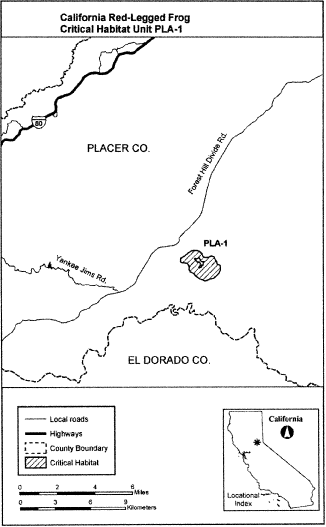 California Red-Legged Frog
Critical Habitat Unit PLA-1
80
PLACER CO.
Forest Hill Divide Rd.
PLA-1
Yankee Jims Rd.
EL DORADO CO.
Local roads
Highways
County Boundary
Critical Habitat
0 2 4 6
Miles
0 3 6 9
Kilometers
California
Locational
Index